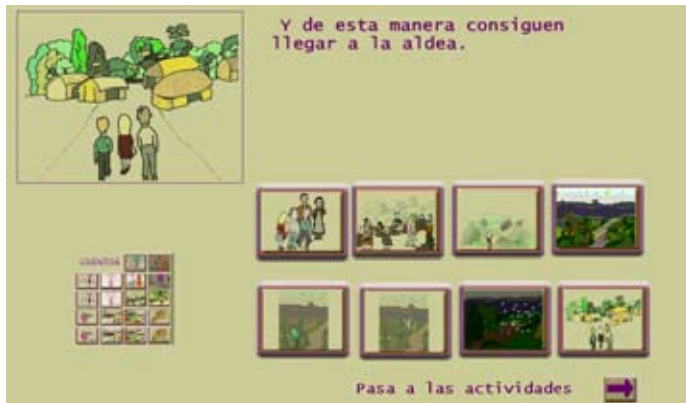 Y de esta manera consiguen
llegar a la aldea.
CUENTOS
Pasa a las actividades